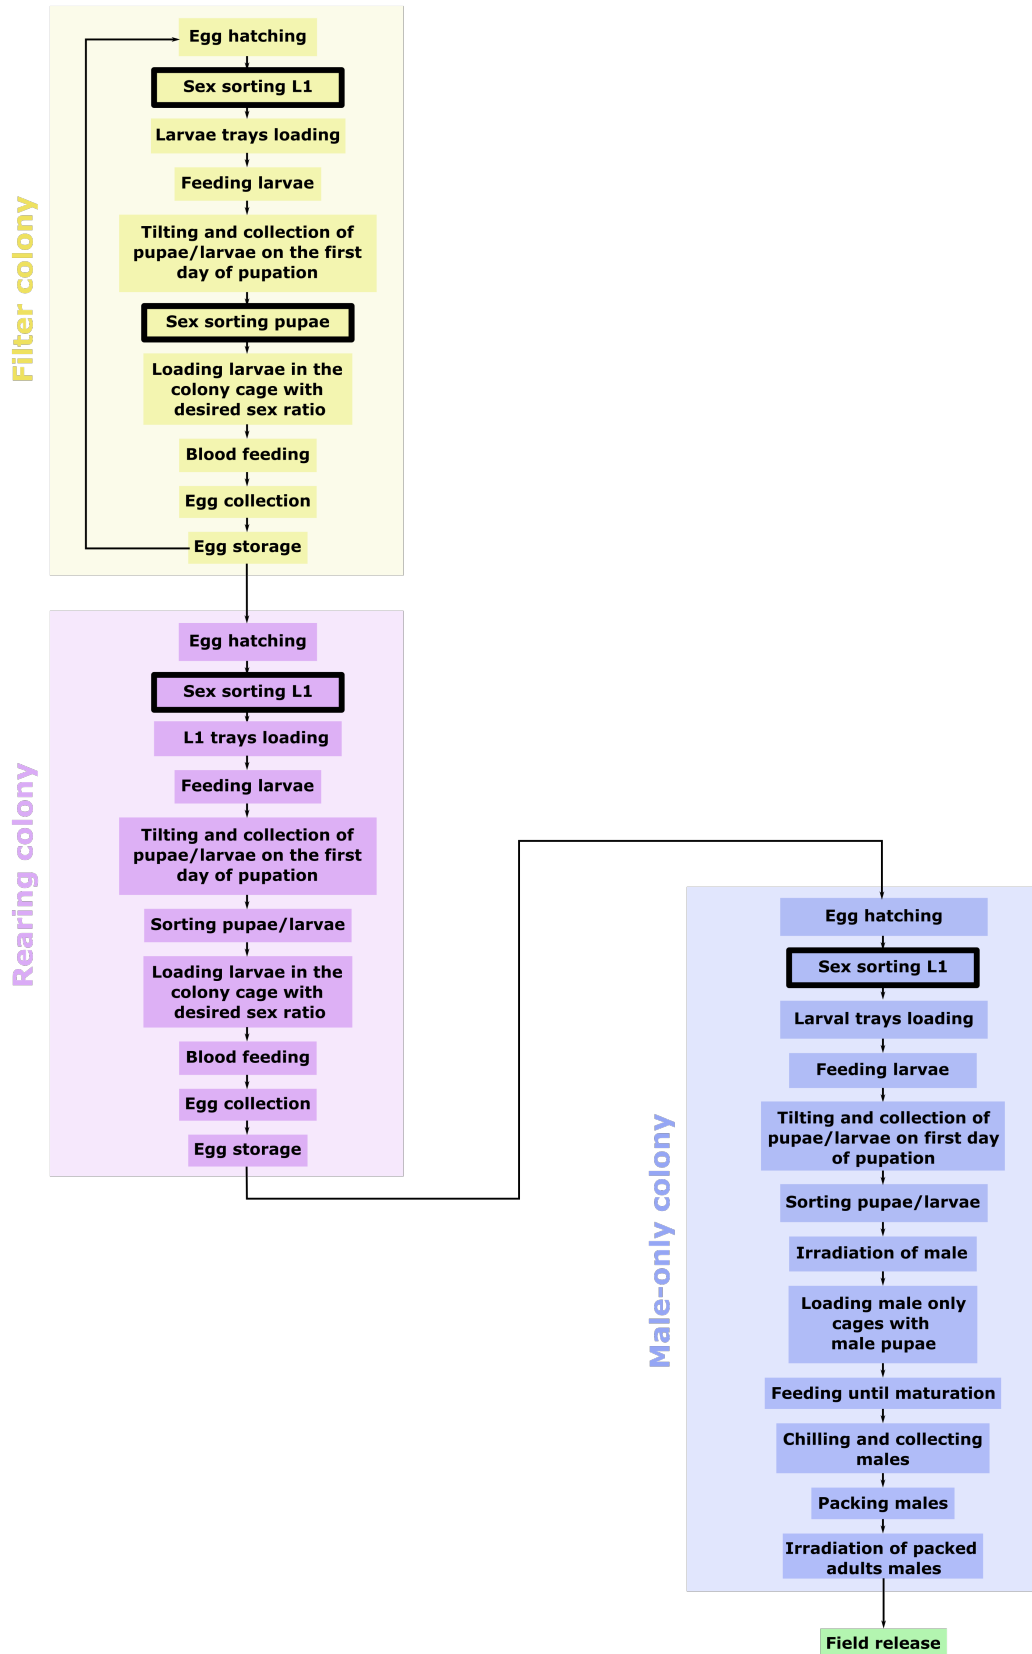 Filter colony
Egg hatching
Sex sorting L1
Larvae trays loading
Feeding larvae
Tilting and collection of
pupae/larvae on the first
day of pupation
Sex sorting pupae
Loading larvae in the
colony cage with
desired sex ratio
Blood feeding
Egg collection
Egg storage
Rearing colony
Egg hatching
Sex sorting L1
L1 trays loading
Feeding larvae
Tilting and collection of
pupae/larvae on the first
day of pupation
Sorting pupae/larvae
Loading larvae in the
colony cage with
desired sex ratio
Blood feeding
Egg collection
Egg storage
Male-only colony
Egg hatching
Sex sorting L1
Larval trays loading
Feeding larvae
Tilting and collection of
pupae/larvae on first day
of pupation
Sorting pupae/larvae
Irradiation of male
Loading male only
cages with
male pupae
Feeding until maturation
Chilling and collecting
males
Packing males
Irradiation of packed
adults males
Field release